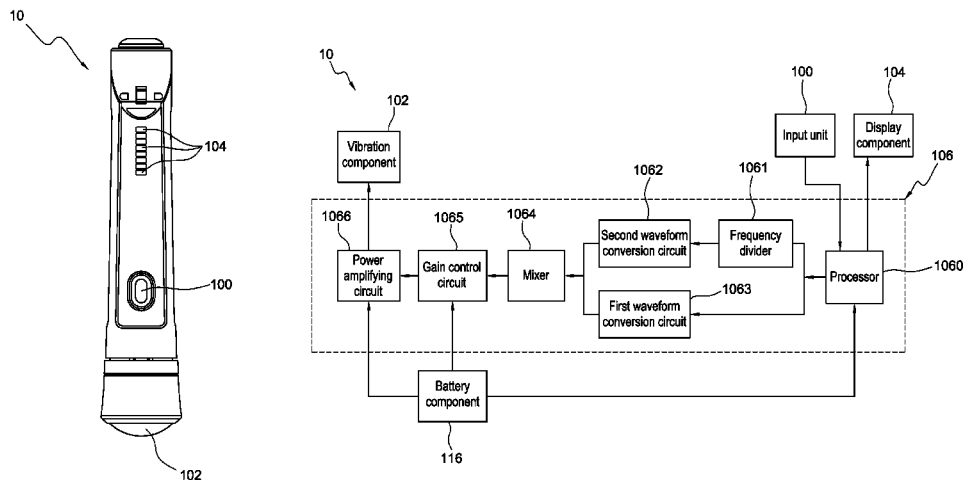 10
104
100
102
10
102
Vibration
component
100
Input unit
104
Display
component
106
1066
1065
1064
1062
1061
Power
amplifying
circuit
Gain control
circuit
Mixer
Second waveform
conversion circuit
Frequency
divider
Processor
1060
1063
First waveform
conversion circuit
Battery
component
116